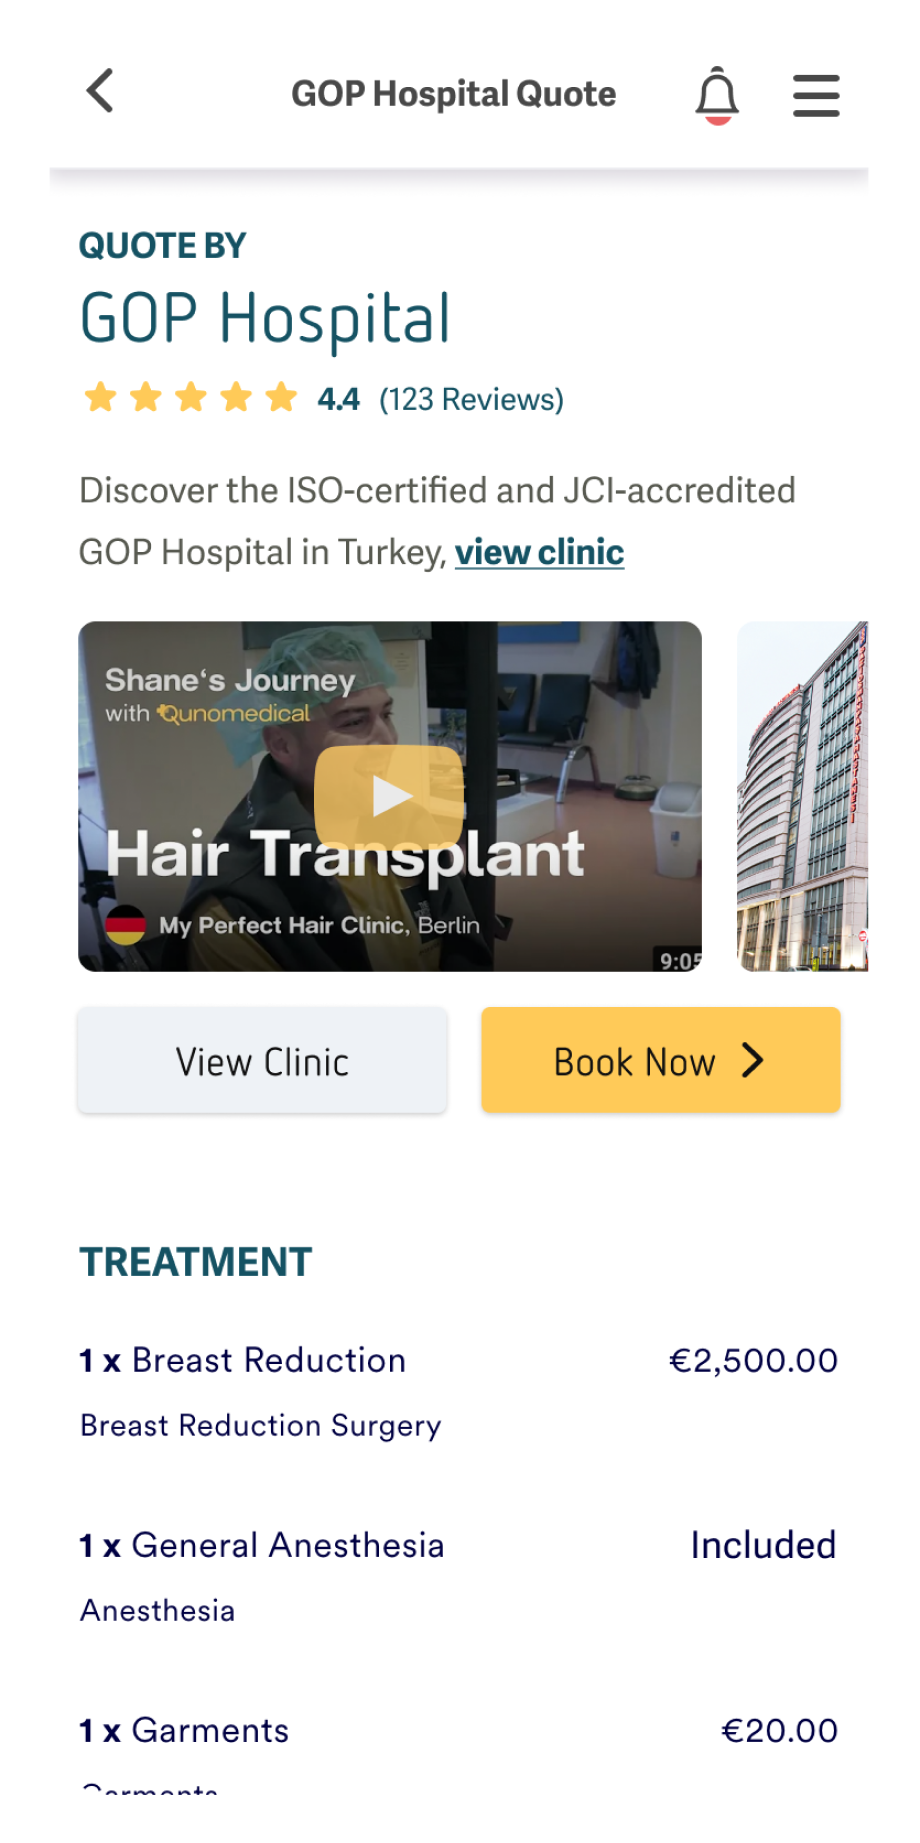 GOP Hospital Quote
QUOTE BY
GOP Hospital
4.4 (123 Reviews)
Discover the ISO-certified and JCI-accredited
GOP Hospital in Turkey, view clinic
Shane‘s Journey
with Qunomedical
Hair Transplant
My Perfect Hair Clinic, Berlin
9:05
View Clinic
Book Now
TREATMENT
1 x Breast Reduction €2,500.00
Breast Reduction Surgery
1 x General Anesthesia Included
Anesthesia
1 x Garments €20.00
Garments